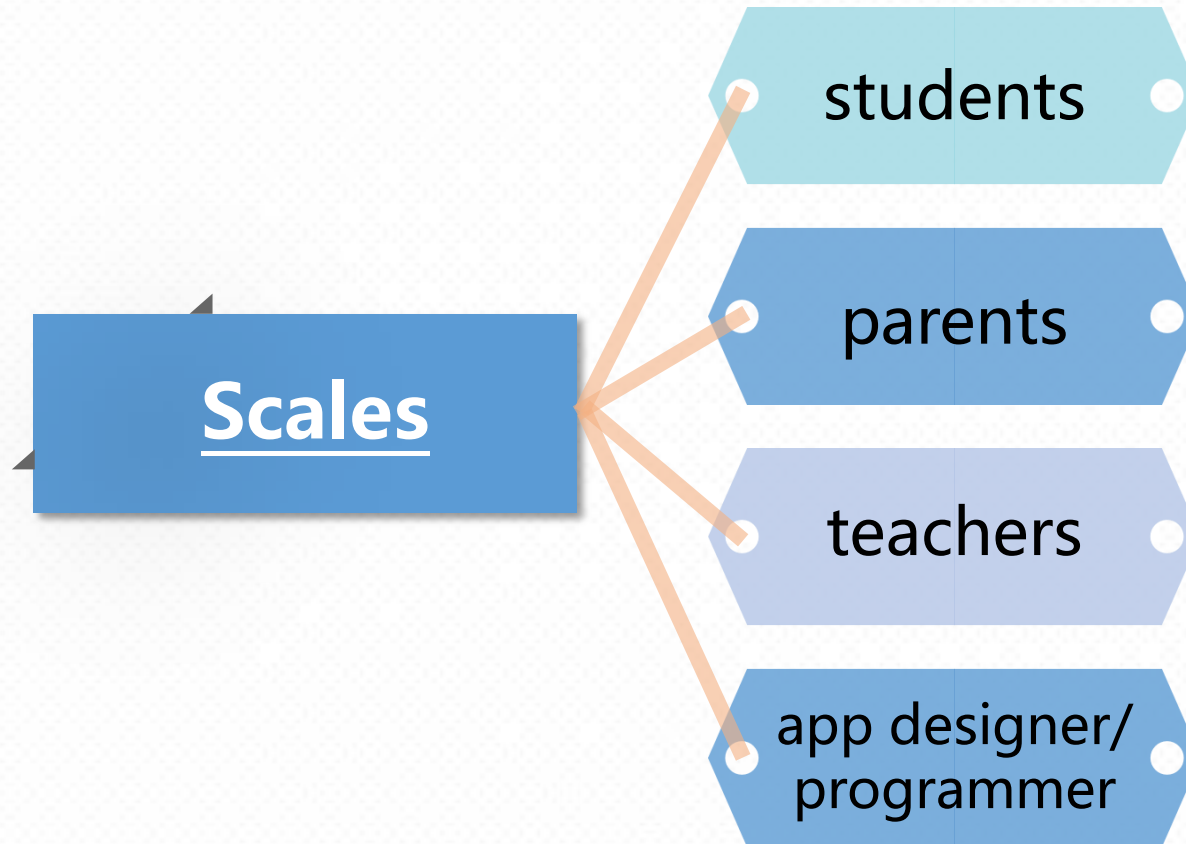 Scales
students
parents
teachers
app designer/
programmer